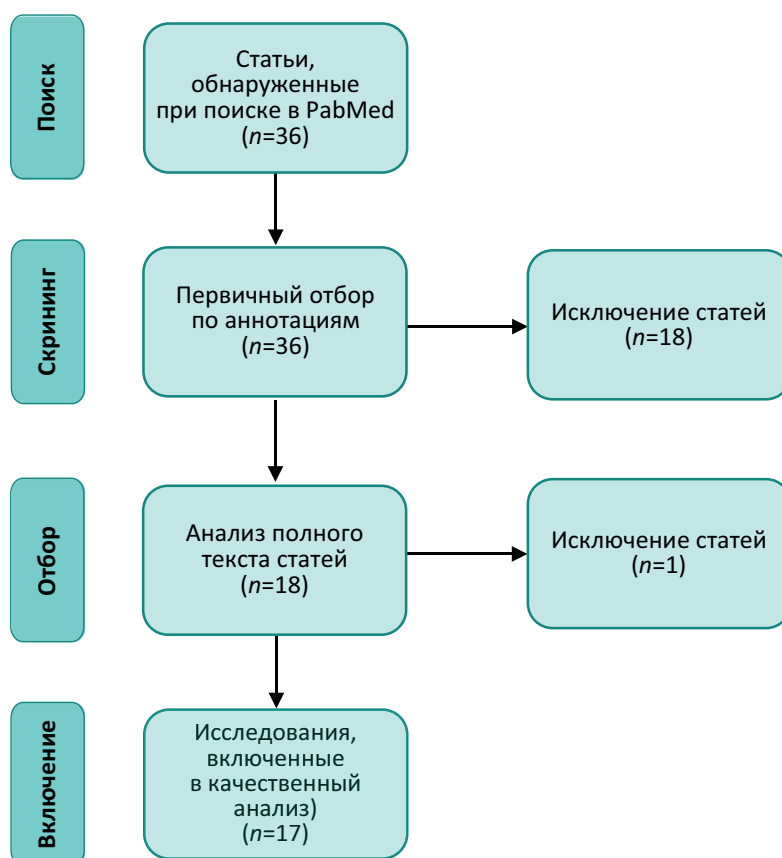 Поиск
Статьи,
обнаруженные
при поиске в PabMed
(n=36)
Скрининг
Первичный отбор
по аннотациям
(n=36)
Исключение статей
(n=18)
Отбор
Анализ полного
текста статей
(n=18)
Исключение статей
(n=1)
Включение
Исследования,
включенные
в качественный
анализ)
(n=17)